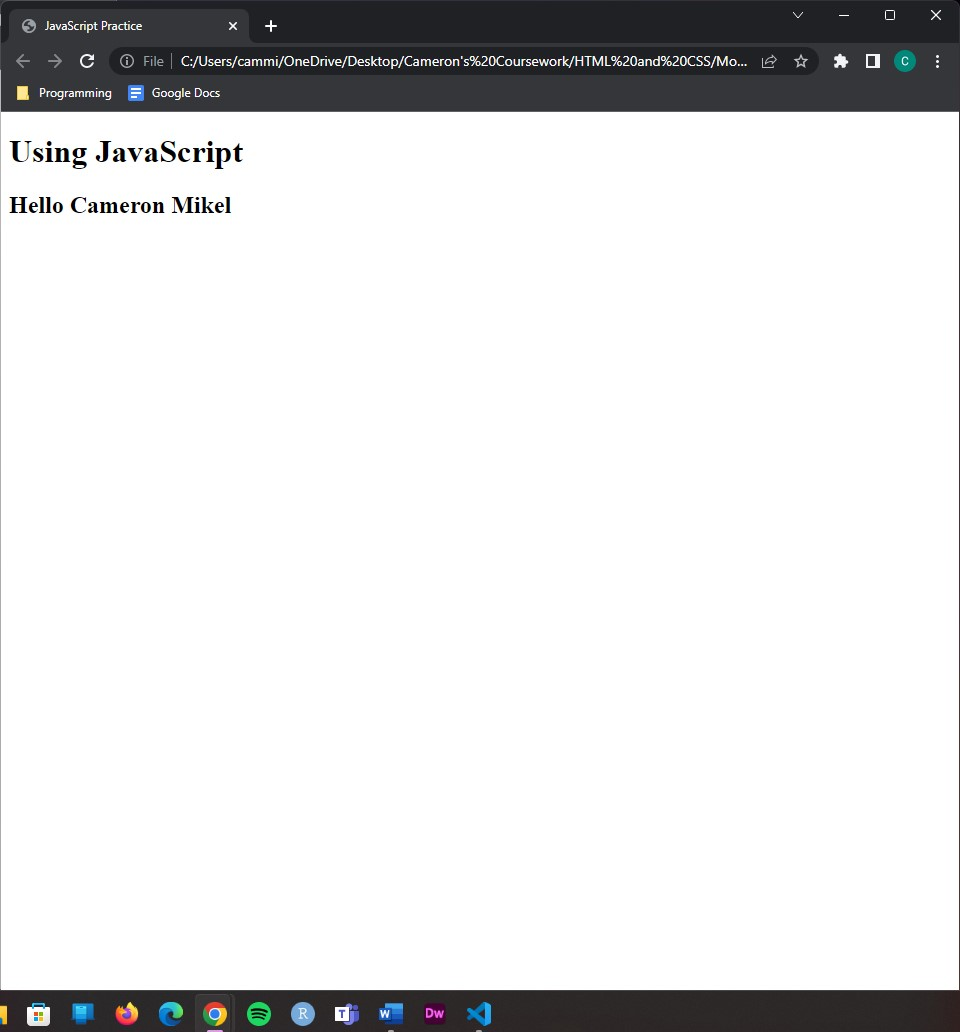 JavaScript Practice
File C:/Users/cammi/OneDrive/Desktop/Cameron's%20Coursework/HTML%20and%20CSS/Mo...
C
Programming Google Docs
Using JavaScript
Hello Cameron Mikel
R T W Dw